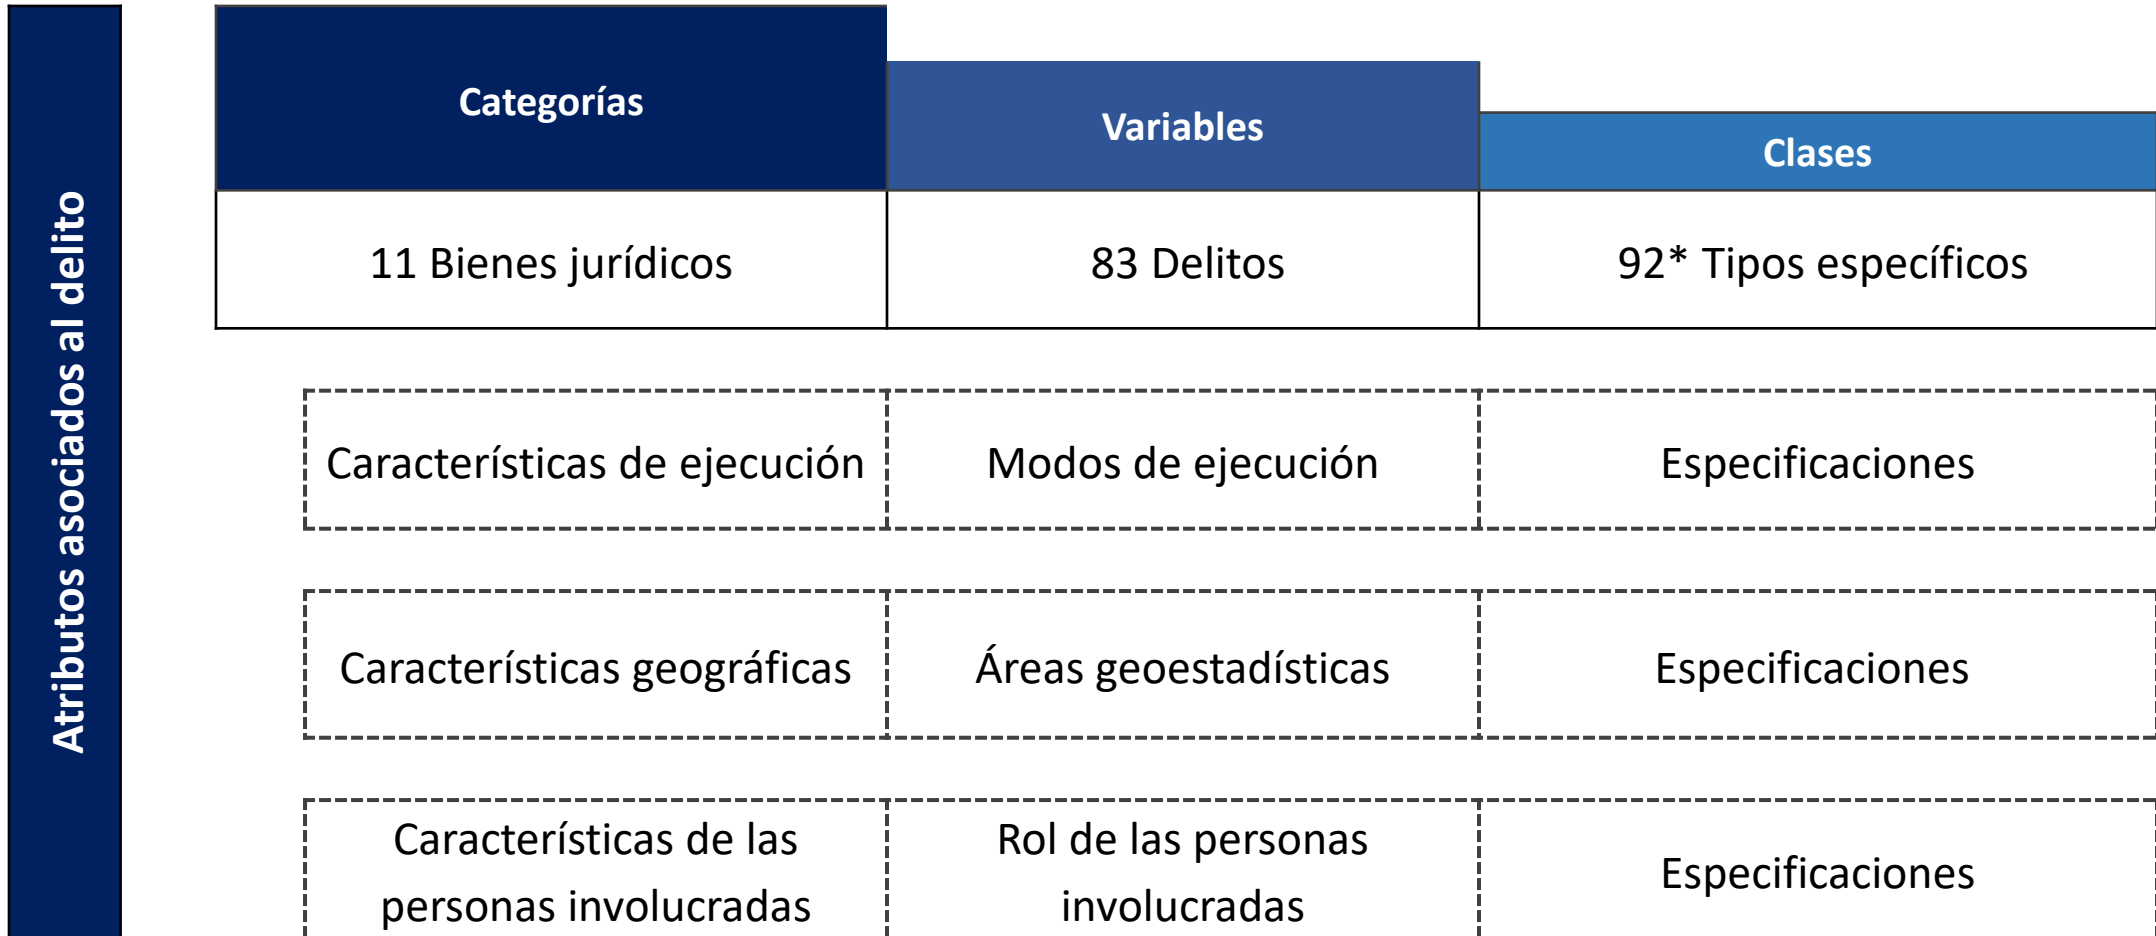 Atributos asociados al delito
Categorías
Variables
Clases
11 Bienes jurídicos
83 Delitos
92* Tipos específicos
Características de ejecución
Modos de ejecución
Especificaciones
Características geográficas
Áreas geoestadísticas
Especificaciones
Características de las
personas involucradas
Rol de las personas
involucradas
Especificaciones